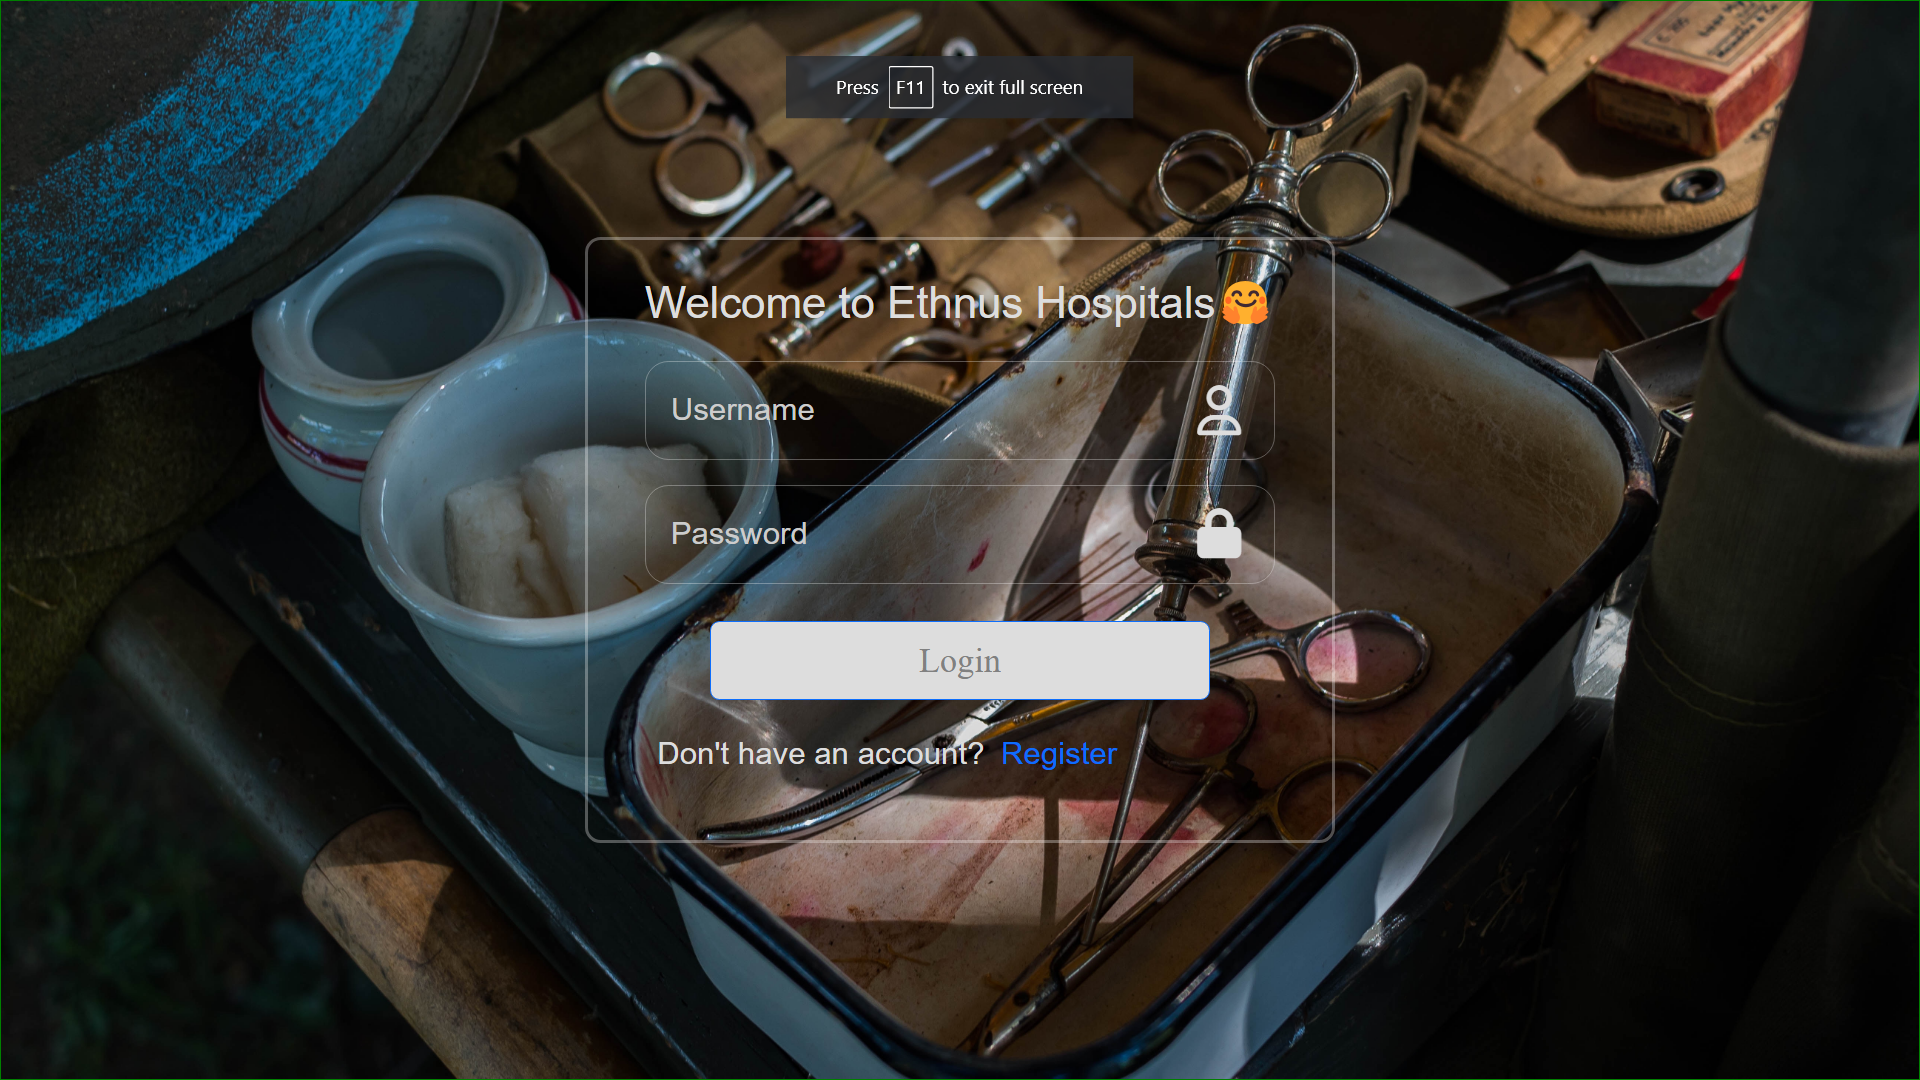 Press F11 to exit full screen
Welcome to Ethnus Hospitals🤗
Username
Password
Login
Don't have an account? Register